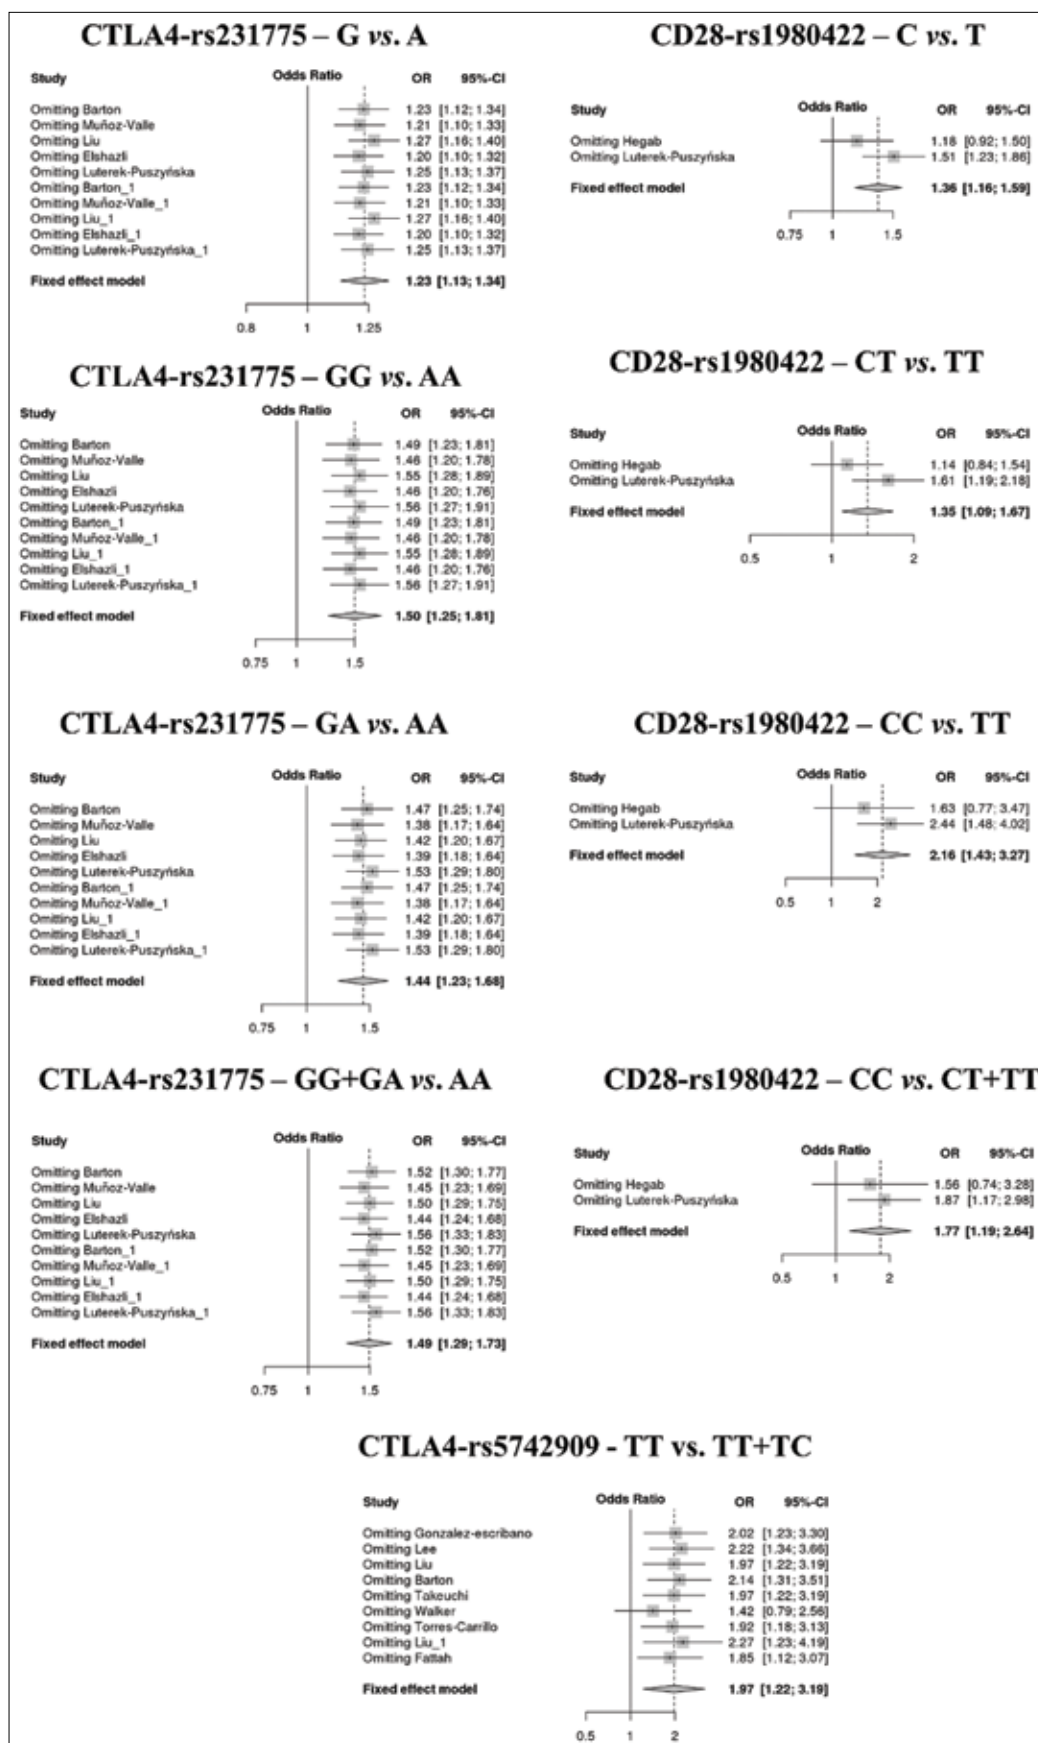 CTLA4-rs231775 – G vs. A
Study Odds Ratio OR 95%-CI
Omitting Barton 1.23 [1.12; 1.34]
Omitting Muñoz-Valle 1.21 [1.10; 1.33]
Omitting Liu 1.27 [1.16; 1.40]
Omitting Elshazli 1.20 [1.10; 1.32]
Omitting Luterek-Puszyńska 1.25 [1.13; 1.37]
Omitting Barton_1 1.23 [1.12; 1.34]
Omitting Muñoz-Valle_1 1.21 [1.10; 1.33]
Omitting Liu_1 1.27 [1.16; 1.40]
Omitting Elshazli_1 1.20 [1.10; 1.32]
Omitting Luterek-Puszyńska_1 1.25 [1.13; 1.37]
Fixed effect model 1.23 [1.13; 1.34]
0.8 1 1.25
CD28-rs1980422 – C vs. T
Study Odds Ratio OR 95%-CI
Omitting Hegab 1.18 [0.92; 1.50]
Omitting Luterek-Puszyńska 1.51 [1.23; 1.86]
Fixed effect model 1.36 [1.16; 1.59]
0.75 1 1.5
CTLA4-rs231775 – GG vs. AA
Study Odds Ratio OR 95%-CI
Omitting Barton 1.49 [1.23; 1.81]
Omitting Muñoz-Valle 1.46 [1.20; 1.78]
Omitting Liu 1.55 [1.28; 1.89]
Omitting Elshazli 1.46 [1.20; 1.76]
Omitting Luterek-Puszyńska 1.56 [1.27; 1.91]
Omitting Barton_1 1.49 [1.23; 1.81]
Omitting Muñoz-Valle_1 1.46 [1.20; 1.78]
Omitting Liu_1 1.55 [1.28; 1.89]
Omitting Elshazli_1 1.46 [1.20; 1.76]
Omitting Luterek-Puszyńska_1 1.56 [1.27; 1.91]
Fixed effect model 1.50 [1.25; 1.81]
0.75 1 1.5
CD28-rs1980422 – CT vs. TT
Study Odds Ratio OR 95%-CI
Omitting Hegab 1.14 [0.84; 1.54]
Omitting Luterek-Puszyńska 1.61 [1.19; 2.18]
Fixed effect model 1.35 [1.09; 1.67]
0.5 1 2
CTLA4-rs231775 – GA vs. AA
Study Odds Ratio OR 95%-CI
Omitting Barton 1.47 [1.25; 1.74]
Omitting Muñoz-Valle 1.38 [1.17; 1.64]
Omitting Liu 1.42 [1.20; 1.67]
Omitting Elshazli 1.39 [1.18; 1.64]
Omitting Luterek-Puszyńska 1.53 [1.29; 1.80]
Omitting Barton_1 1.47 [1.25; 1.74]
Omitting Muñoz-Valle_1 1.38 [1.17; 1.64]
Omitting Liu_1 1.42 [1.20; 1.67]
Omitting Elshazli_1 1.39 [1.18; 1.64]
Omitting Luterek-Puszyńska_1 1.53 [1.29; 1.80]
Fixed effect model 1.44 [1.23; 1.68]
0.75 1 1.5
CD28-rs1980422 – CC vs. TT
Study Odds Ratio OR 95%-CI
Omitting Hegab 1.63 [0.77; 3.47]
Omitting Luterek-Puszyńska 2.44 [1.48; 4.02]
Fixed effect model 2.16 [1.43; 3.27]
0.5 1 2
CTLA4-rs231775 – GG+GA vs. AA
Study Odds Ratio OR 95%-CI
Omitting Barton 1.52 [1.30; 1.77]
Omitting Muñoz-Valle 1.45 [1.23; 1.69]
Omitting Liu 1.50 [1.29; 1.75]
Omitting Elshazli 1.44 [1.24; 1.68]
Omitting Luterek-Puszyńska 1.56 [1.33; 1.83]
Omitting Barton_1 1.52 [1.30; 1.77]
Omitting Muñoz-Valle_1 1.45 [1.23; 1.69]
Omitting Liu_1 1.50 [1.29; 1.75]
Omitting Elshazli_1 1.44 [1.24; 1.68]
Omitting Luterek-Puszyńska_1 1.56 [1.33; 1.83]
Fixed effect model 1.49 [1.29; 1.73]
0.75 1 1.5
CD28-rs1980422 – CC vs. CT+TT
Study Odds Ratio OR 95%-CI
Omitting Hegab 1.56 [0.74; 3.28]
Omitting Luterek-Puszyńska 1.87 [1.17; 2.98]
Fixed effect model 1.77 [1.19; 2.64]
0.5 1 2
CTLA4-rs5742909 - TT vs. TT+TC
Study Odds Ratio OR 95%-CI
Omitting Gonzalez-escribano 2.02 [1.23; 3.30]
Omitting Lee 2.22 [1.34; 3.66]
Omitting Liu 1.97 [1.22; 3.19]
Omitting Barton 2.14 [1.31; 3.51]
Omitting Takeuchi 1.97 [1.22; 3.19]
Omitting Walker 1.42 [0.79; 2.56]
Omitting Torres-Carrillo 1.92 [1.18; 3.13]
Omitting Liu_1 2.27 [1.23; 4.19]
Omitting Fattah 1.85 [1.12; 3.07]
Fixed effect model 1.97 [1.22; 3.19]
0.5 1 2